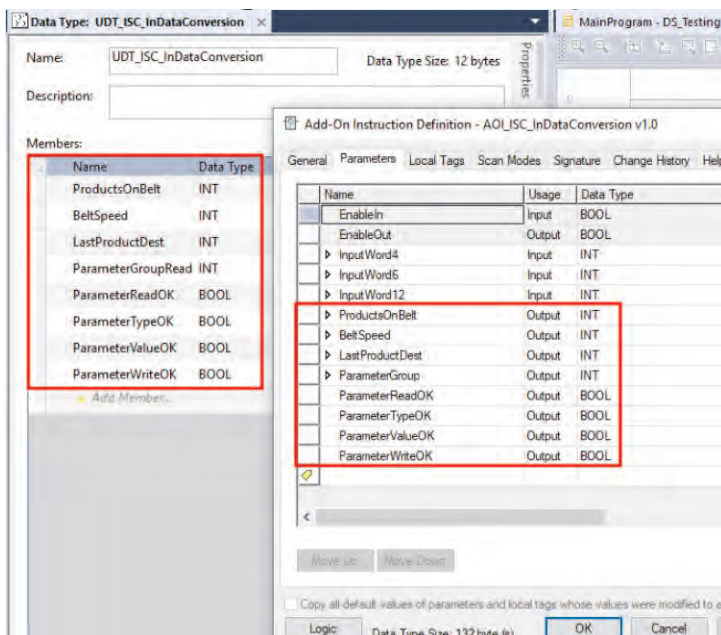 Data Type: UDT_ISC_InDataConversion ×
MainProgram - DS_Testing
Name:
UDT_ISC_InDataConversion
Data Type Size: 12 bytes
Properties
Description:
Members:
Name Data Type
ProductsOnBelt INT
BeltSpeed INT
LastProductDest INT
ParameterGroupRead INT
ParameterReadOK BOOL
ParameterTypeOK BOOL
ParameterValueOK BOOL
ParameterWriteOK BOOL
Add Member...
Add-On Instruction Definition - AOI_ISC_InDataConversion v1.0
General Parameters Local Tags Scan Modes Signature Change History Help
Name Usage Data Type
EnableIn Input BOOL
EnableOut Output BOOL
InputWord4 Input INT
InputWord6 Input INT
InputWord12 Input INT
ProductsOnBelt Output INT
BeltSpeed Output INT
LastProductDest Output INT
ParameterGroup Output INT
ParameterReadOK Output BOOL
ParameterTypeOK Output BOOL
ParameterValueOK Output BOOL
ParameterWriteOK Output BOOL
Move Up Move Down
Copy all default values of parameters and local tags whose values were modified to a
Logic Data Type Size: 132 byte (s) OK Cancel